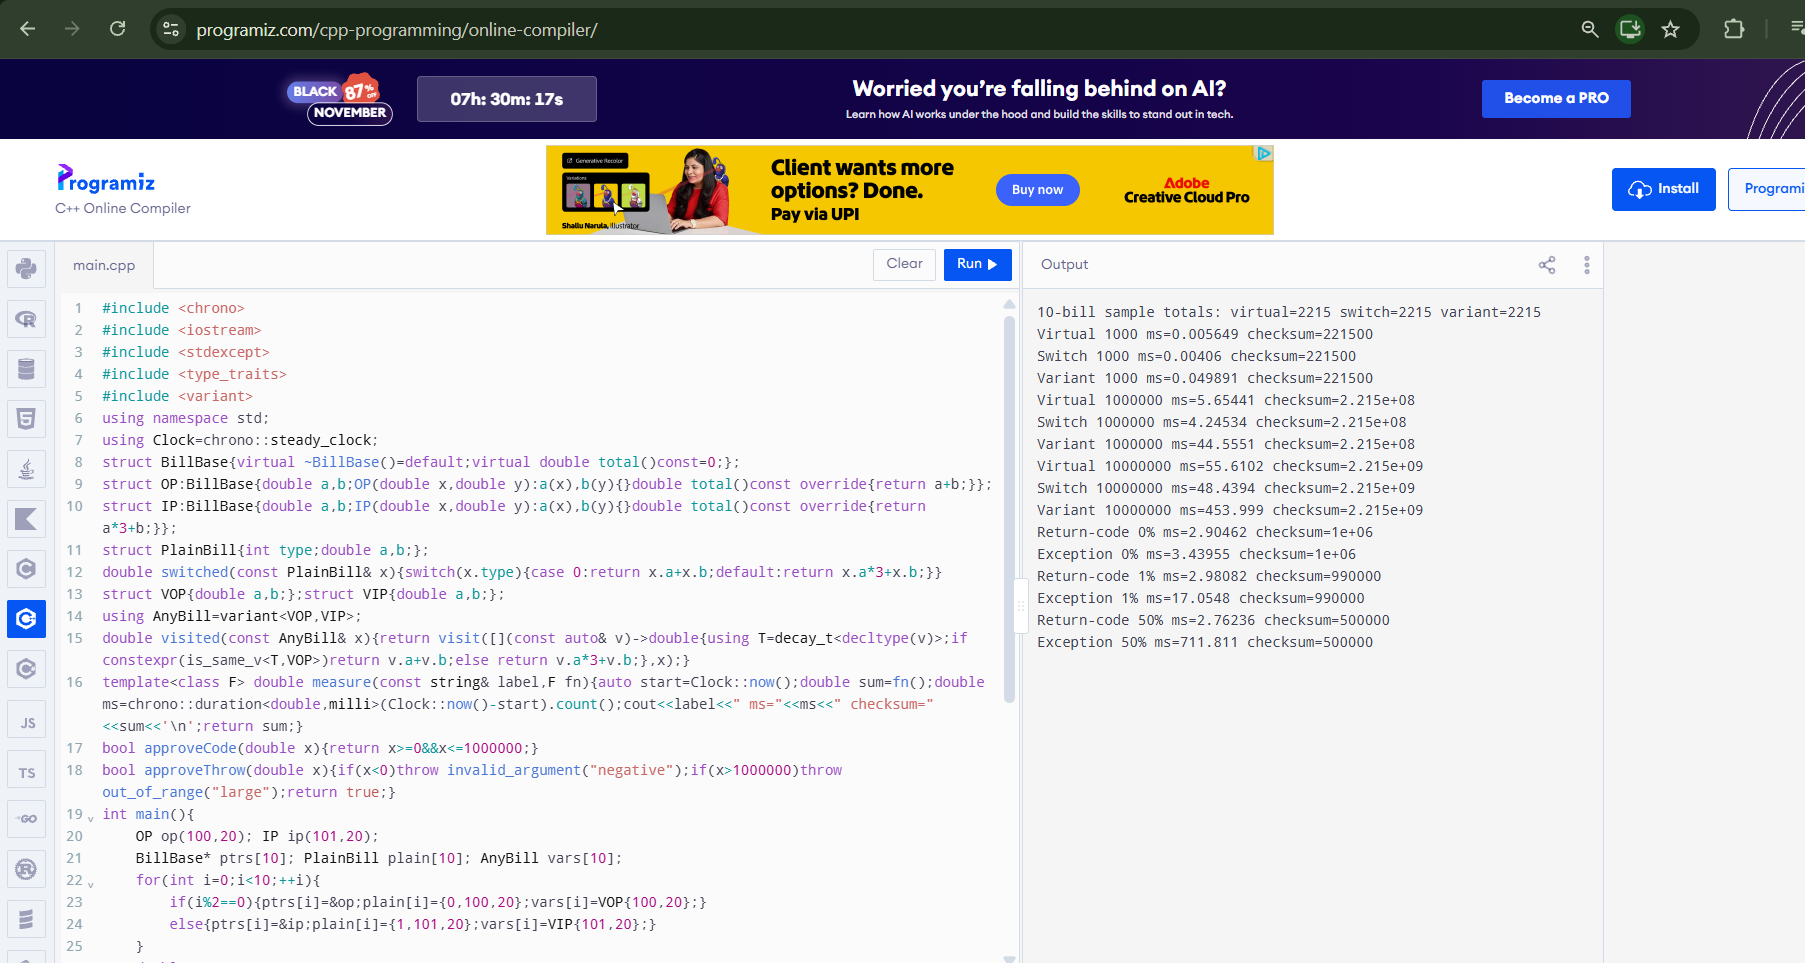 programiz.com/cpp-programming/online-compiler/
BLACK 87% OFF
NOVEMBER
07h: 30m: 17s
Worried you're falling behind on AI?
Learn how AI works under the hood and build the skills to stand out in tech.
Become a PRO
Programiz
C++ Online Compiler
Generative Recolor
Variations
Shallu Narula, Illustrator
Client wants more
options? Done.
Pay via UPI
Buy now
Adobe
Creative Cloud Pro
Install
Programi
main.cpp
Clear
Run
1 #include <chrono>
2 #include <iostream>
3 #include <stdexcept>
4 #include <type_traits>
5 #include <variant>
6 using namespace std;
7 using Clock=chrono::steady_clock;
8 struct BillBase{virtual ~BillBase()=default;virtual double total()const=0;};
9 struct OP:BillBase{double a,b;OP(double x,double y):a(x),b(y){}double total()const override{return a+b;}};
10 struct IP:BillBase{double a,b;IP(double x,double y):a(x),b(y){}double total()const override{return
a*3+b;}};
11 struct PlainBill{int type;double a,b;};
12 double switched(const PlainBill& x){switch(x.type){case 0:return x.a+x.b;default:return x.a*3+x.b;}}
13 struct VOP{double a,b;};struct VIP{double a,b;};
14 using AnyBill=variant<VOP,VIP>;
15 double visited(const AnyBill& x){return visit([](const auto& v)->double{using T=decay_t<decltype(v)>;if
constexpr(is_same_v<T,VOP>)return v.a+v.b;else return v.a*3+v.b;},x);}
16 template<class F> double measure(const string& label,F fn){auto start=Clock::now();double sum=fn();double
ms=chrono::duration<double,milli>(Clock::now()-start).count();cout<<label<<" ms="<<ms<<" checksum="
<<sum<<'\n';return sum;}
17 bool approveCode(double x){return x>=0&&x<=1000000;}
18 bool approveThrow(double x){if(x<0)throw invalid_argument("negative");if(x>1000000)throw
out_of_range("large");return true;}
19 int main(){
20 OP op(100,20); IP ip(101,20);
21 BillBase* ptrs[10]; PlainBill plain[10]; AnyBill vars[10];
22 for(int i=0;i<10;++i){
23 if(i%2==0){ptrs[i]=&op;plain[i]={0,100,20};vars[i]=VOP{100,20};}
24 else{ptrs[i]=&ip;plain[i]={1,101,20};vars[i]=VIP{101,20};}
25 }
Output
10-bill sample totals: virtual=2215 switch=2215 variant=2215
Virtual 1000 ms=0.005649 checksum=221500
Switch 1000 ms=0.00406 checksum=221500
Variant 1000 ms=0.049891 checksum=221500
Virtual 1000000 ms=5.65441 checksum=2.215e+08
Switch 1000000 ms=4.24534 checksum=2.215e+08
Variant 1000000 ms=44.5551 checksum=2.215e+08
Virtual 10000000 ms=55.6102 checksum=2.215e+09
Switch 10000000 ms=48.4394 checksum=2.215e+09
Variant 10000000 ms=453.999 checksum=2.215e+09
Return-code 0% ms=2.90462 checksum=1e+06
Exception 0% ms=3.43955 checksum=1e+06
Return-code 1% ms=2.98082 checksum=990000
Exception 1% ms=17.0548 checksum=990000
Return-code 50% ms=2.76236 checksum=500000
Exception 50% ms=711.811 checksum=500000
JS
TS
GO